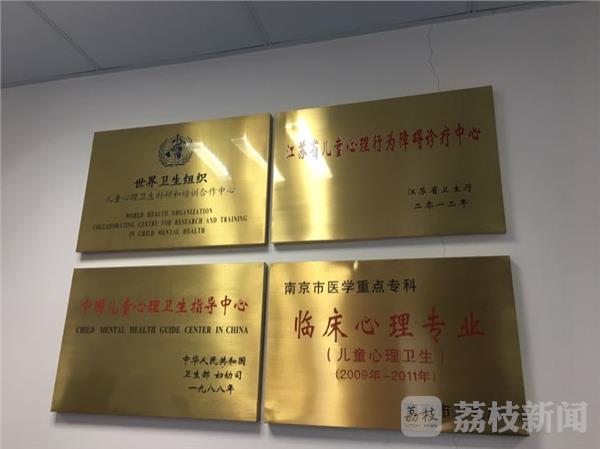 世界卫生组织
儿童心理卫生科研和培训合作中心
WORLD HEALTH ORGANIZATION
COLLABORATING CENTRE FOR RESEARCH AND TRAINING
IN CHILD MENTAL HEALTH
江苏省儿童心理行为障碍诊疗中心
江苏省卫生厅
二〇一二年
中国儿童心理卫生指导中心
CHILD MENTAL HEALTH GUIDE CENTER IN CHINA
中华人民共和国
卫生部 妇幼司
一九八八年
南京市医学重点专科
临床心理专业
(儿童心理卫生)
(2009年-2011年)
市
荔枝
LITCHI NEWS
荔枝新闻